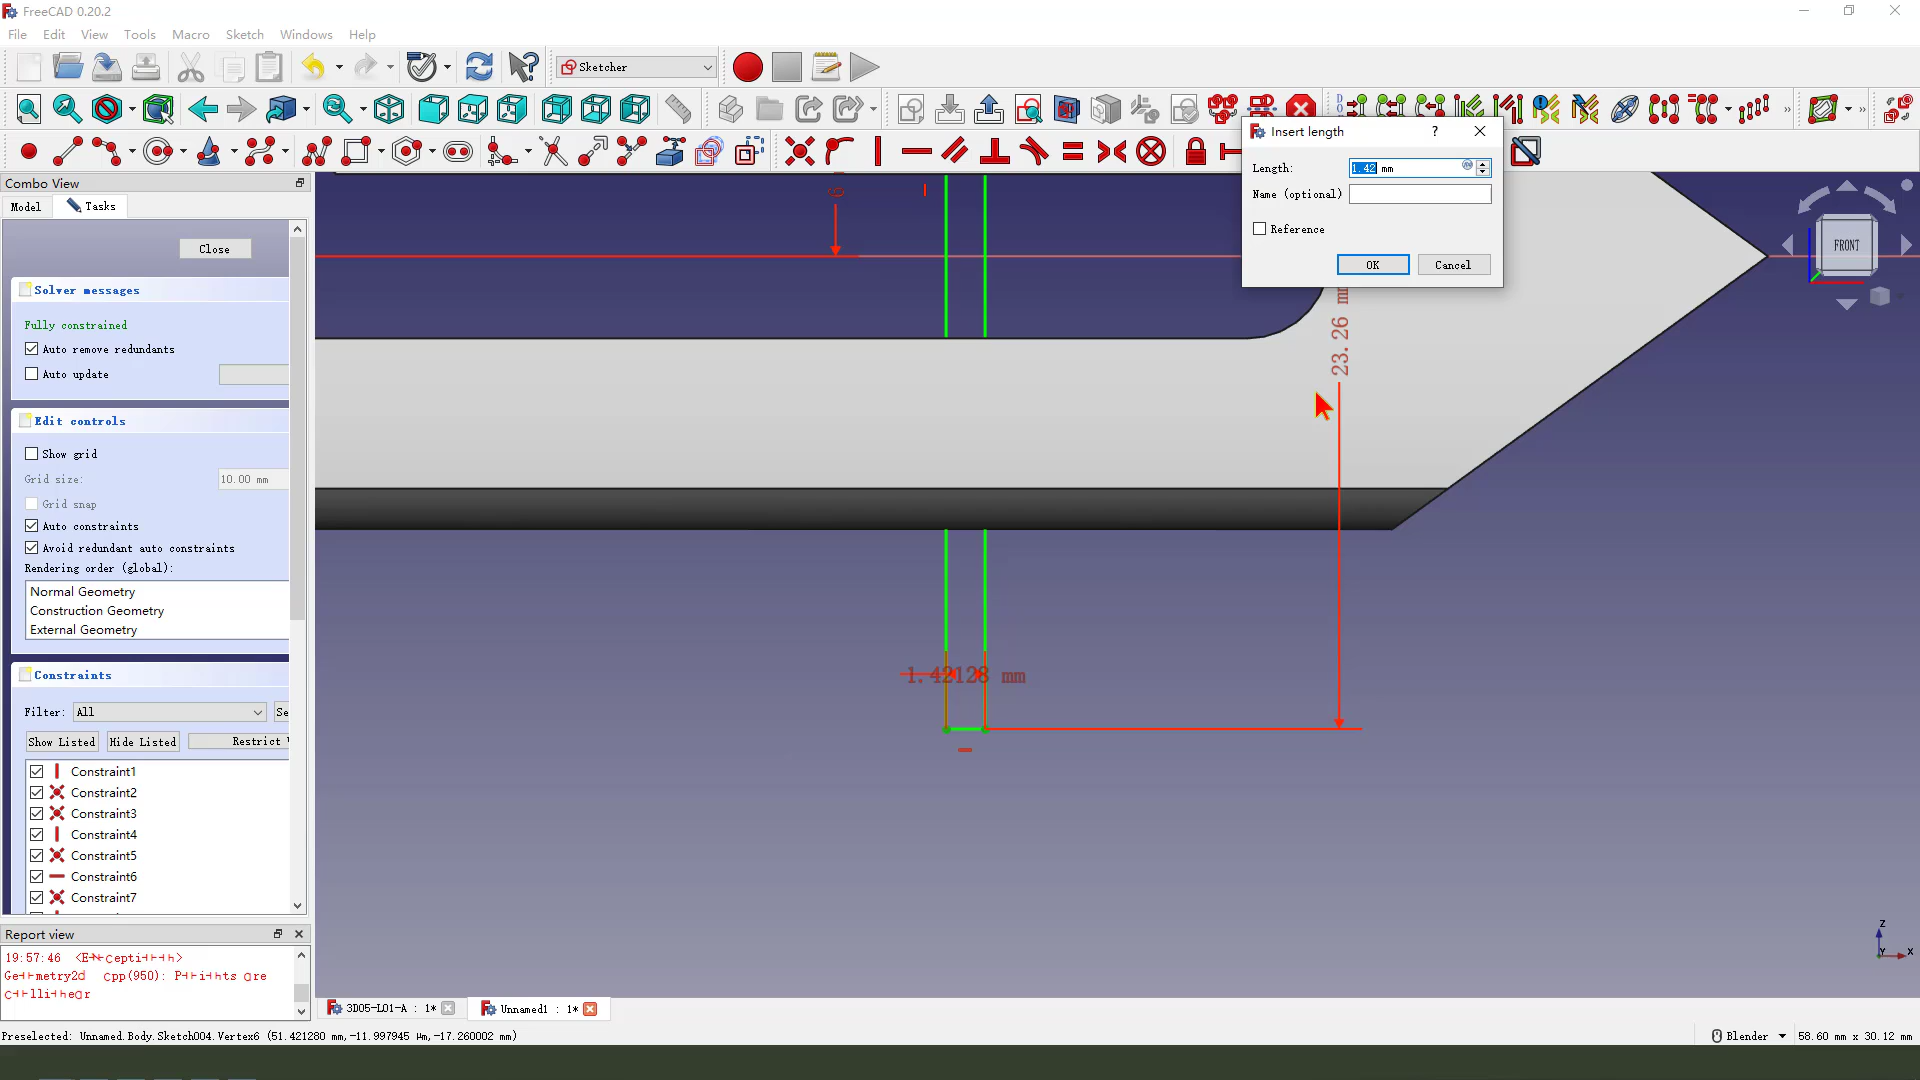 FreeCAD 0.20.2
File Edit View Tools Macro Sketch Windows Help
Sketcher
Combo View
Model Tasks
Close
Solver messages
Fully constrained
Auto remove redundants
Auto update
Edit controls
Show grid
Grid size: 10.00 mm
Grid snap
Auto constraints
Avoid redundant auto constraints
Rendering order (global):
Normal Geometry
Construction Geometry
External Geometry
Constraints
Filter: All Se
Show Listed Hide Listed Restrict
Constraint1
Constraint2
Constraint3
Constraint4
Constraint5
Constraint6
Constraint7
Report view
19:57:46
cpp(950):
Insert length ?
Length: 1.42 mm
Name (optional)
Reference
OK Cancel
23.26 mm
1.42128 mm
FRONT
Z
Y X
3D05-L01-A : 1*
Unnamed1 : 1*
Preselected: Unnamed.Body.Sketch004.Vertex6 (51.421280 mm,-11.997945 µm,-17.260002 mm)
Blender 58.60 mm x 30.12 mm